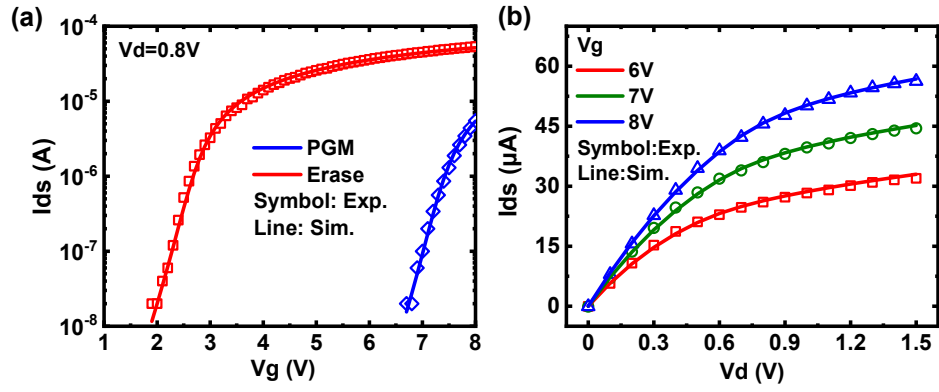 (a)
Vd=0.8V
PGM
Erase
Symbol: Exp.
Line: Sim.
Ids (A)
10⁻⁴
10⁻⁵
10⁻⁶
10⁻⁷
10⁻⁸
1 2 3 4 5 6 7 8
Vg (V)
(b)
Vg
6V
7V
8V
Symbol:Exp.
Line:Sim.
Ids (μA)
60
45
30
15
0
0 0.3 0.6 0.9 1.2 1.5
Vd (V)